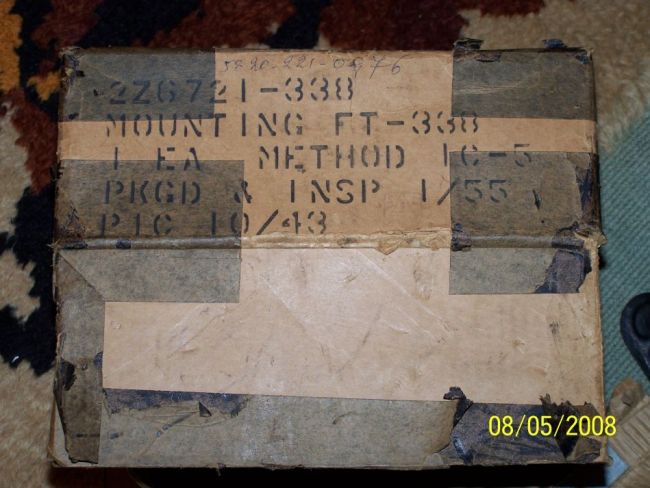 5820-221-0976
2Z6721-338
MOUNTING FT-338
1 EA METHOD IC-5
PKGD & INSP 1/55
PIC 10/43
08/05/2008